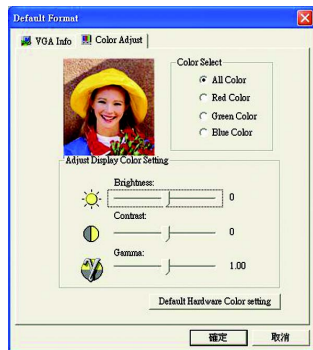 Default Format
VGA Info
Color Adjust
Color Select
All Color
Red Color
Green Color
Blue Color
Adjust Display Color Setting
Brightness:
0
Contrast:
0
Gamma:
1.00
Default Hardware Color setting
確定
取消